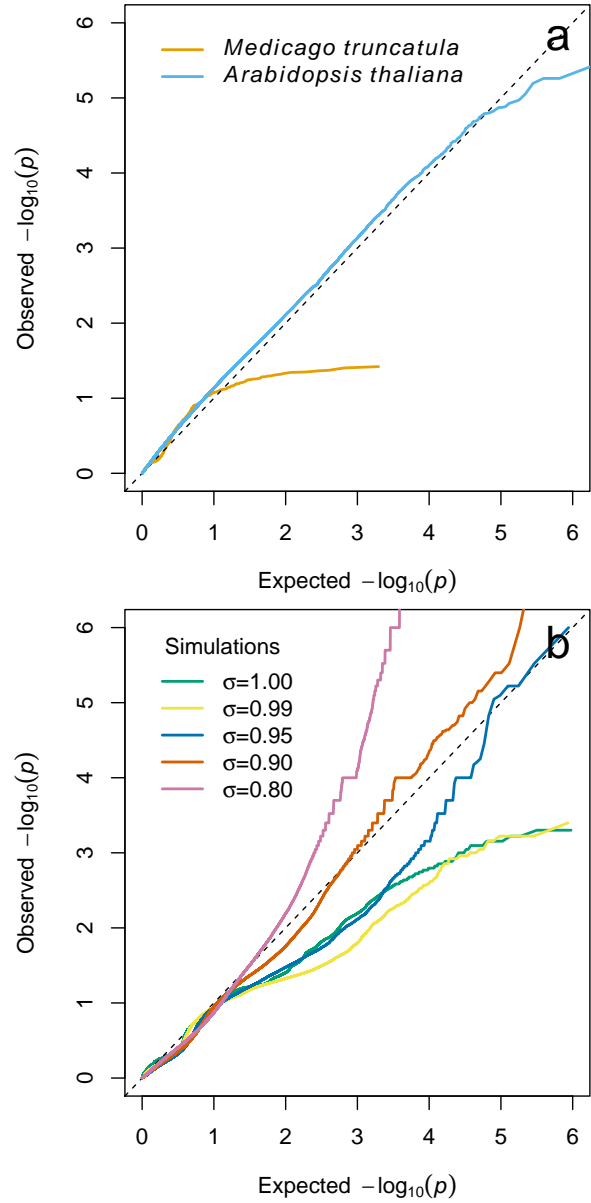 a
Medicago truncatula
Arabidopsis thaliana
Observed −log₁₀(p)
0 1 2 3 4 5 6
0 1 2 3 4 5 6
Expected −log₁₀(p)
b
Simulations
σ=1.00
σ=0.99
σ=0.95
σ=0.90
σ=0.80
Observed −log₁₀(p)
0 1 2 3 4 5 6
0 1 2 3 4 5 6
Expected −log₁₀(p)